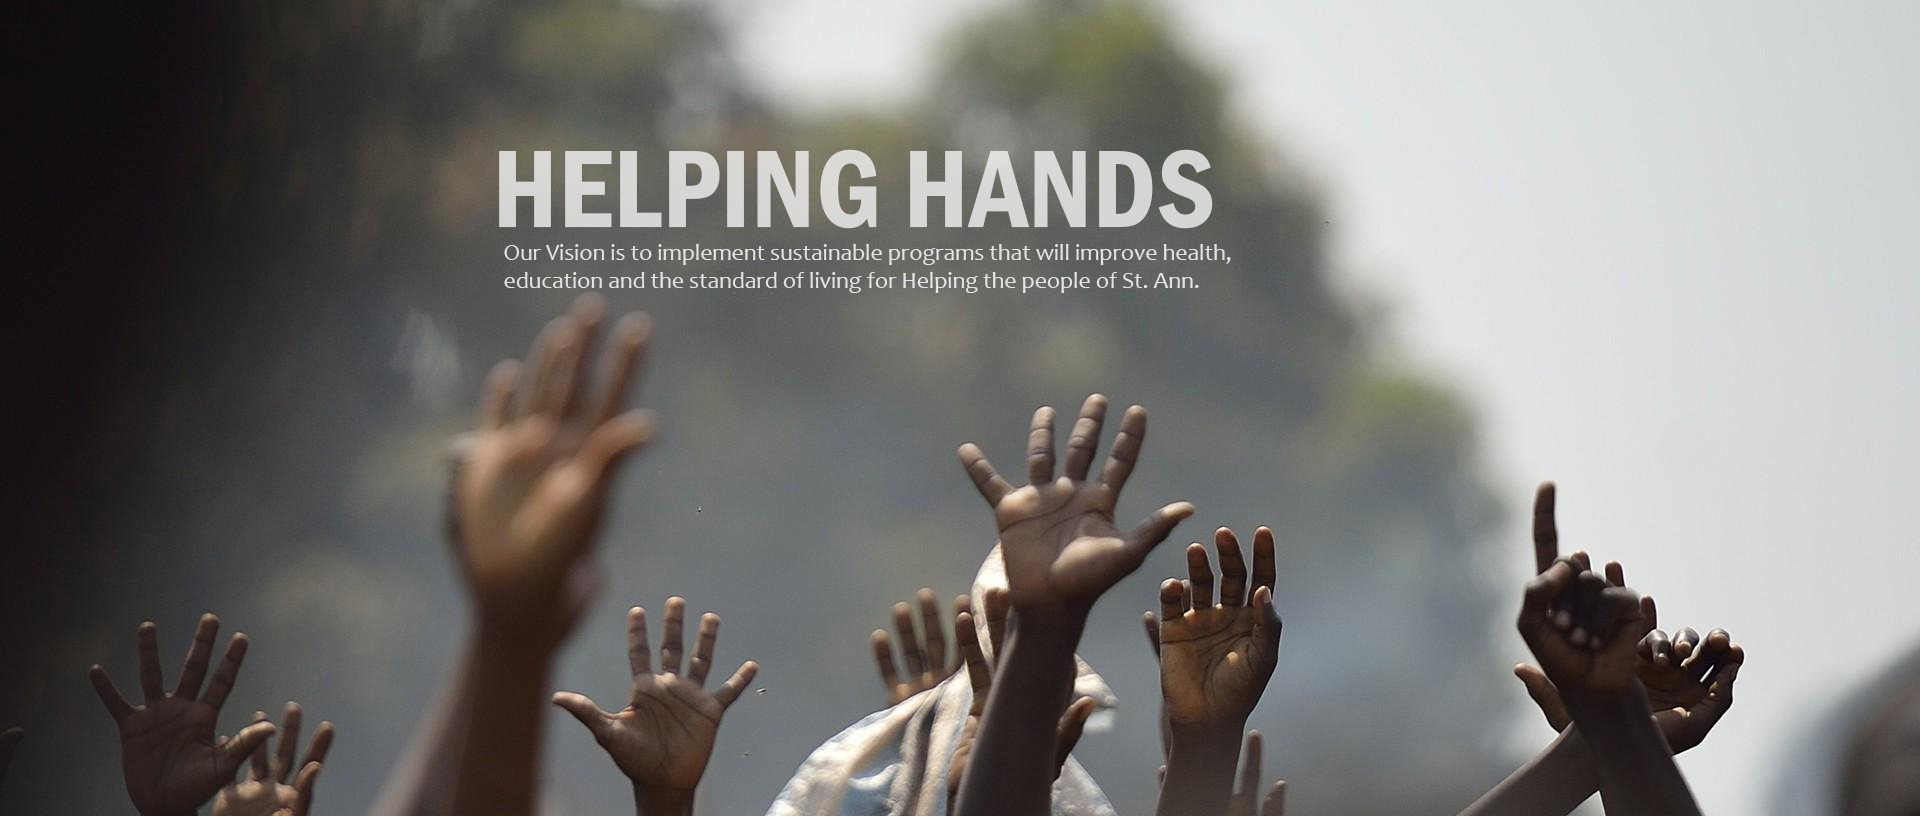 HELPING HANDS
Our Vision is to implement sustainable programs that will improve health,
education and the standard of living for Helping the people of St. Ann.